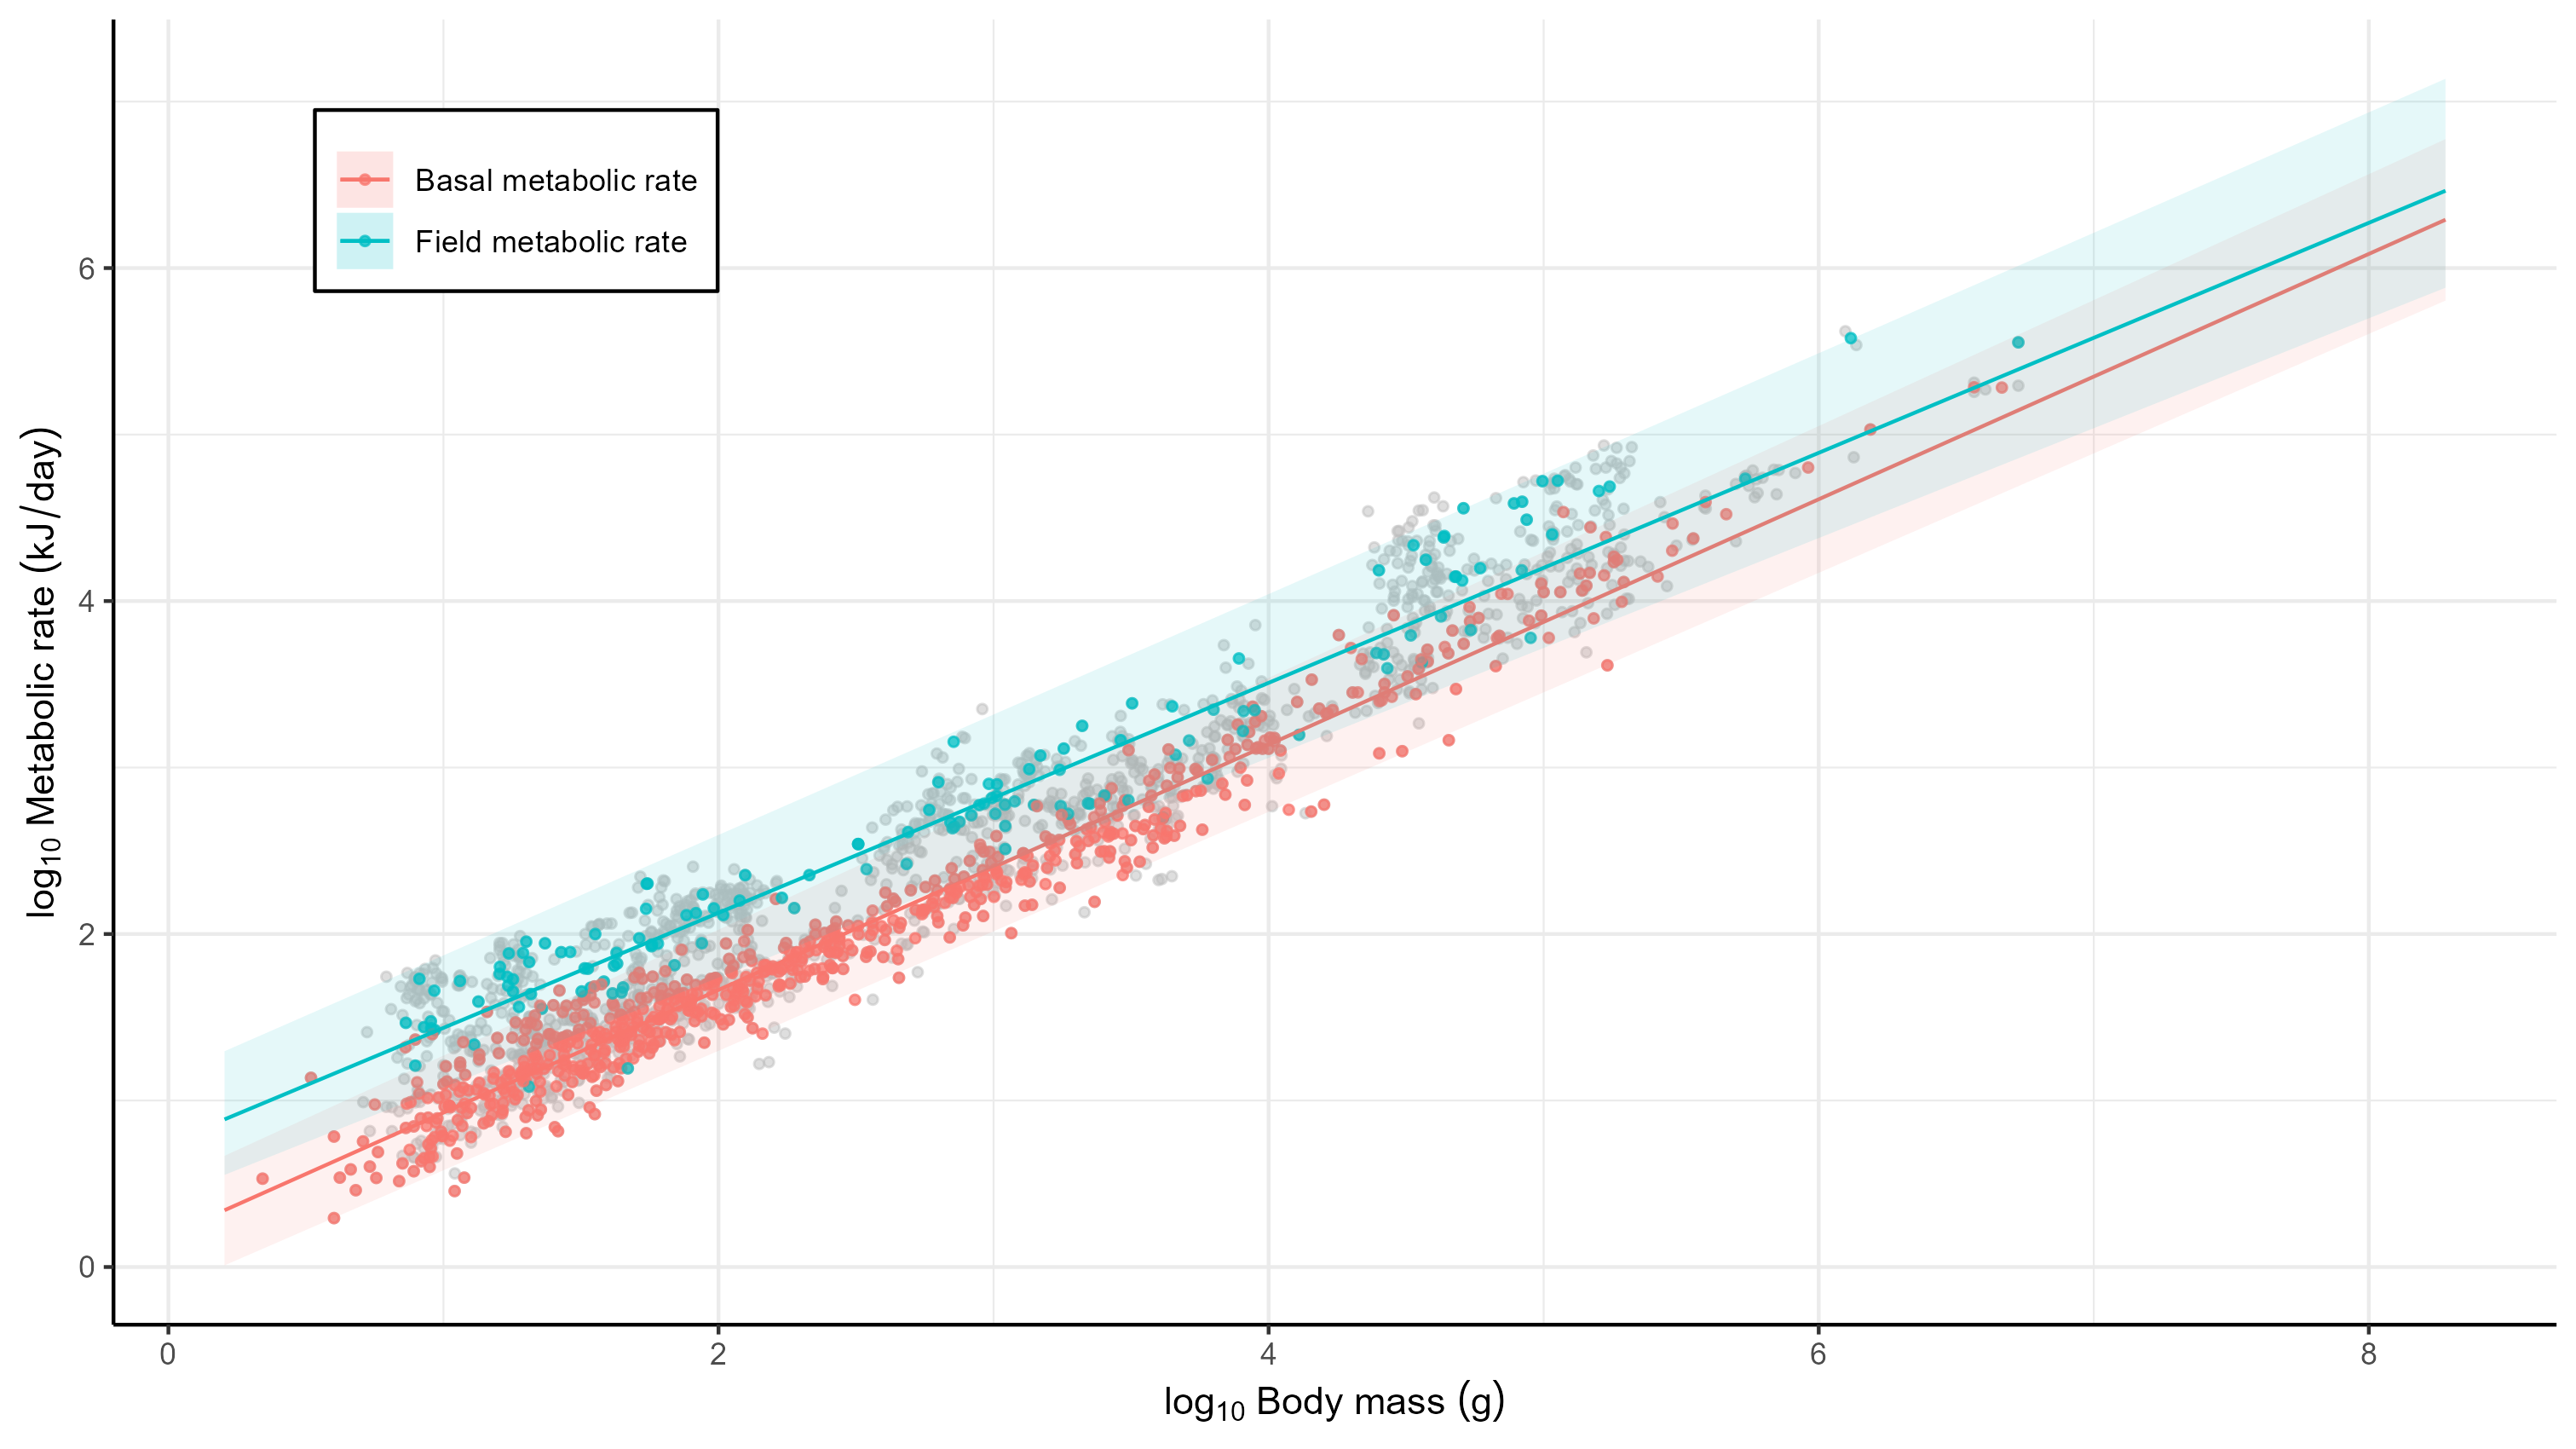 Basal metabolic rate
Field metabolic rate
log₁₀ Metabolic rate (kJ/day)
6
4
2
0
0 2 4 6 8
log₁₀ Body mass (g)